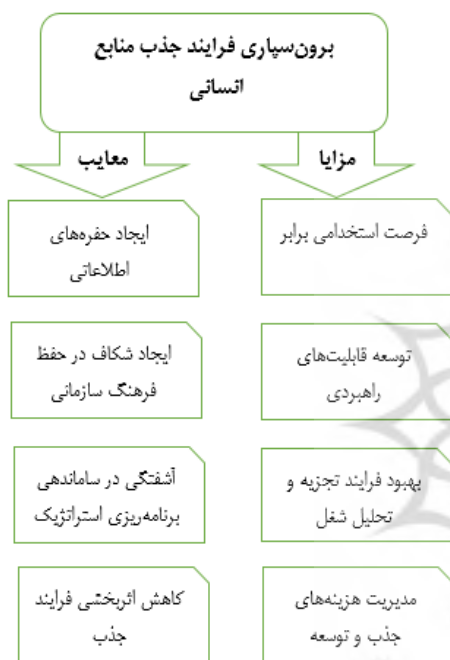 برون‌سپاری فرایند جذب منابع
انسانی
مزایا
معایب
فرصت استخدامی برابر
ایجاد حفره‌های
اطلاعاتی
توسعه قابلیت‌های
راهبردی
ایجاد شکاف در حفظ
فرهنگ سازمانی
بهبود فرایند تجزیه و
تحلیل شغل
آشفتگی در ساماندهی
برنامه‌ریزی استراتژیک
مدیریت هزینه‌های
جذب و توسعه
کاهش اثربخشی فرایند
جذب